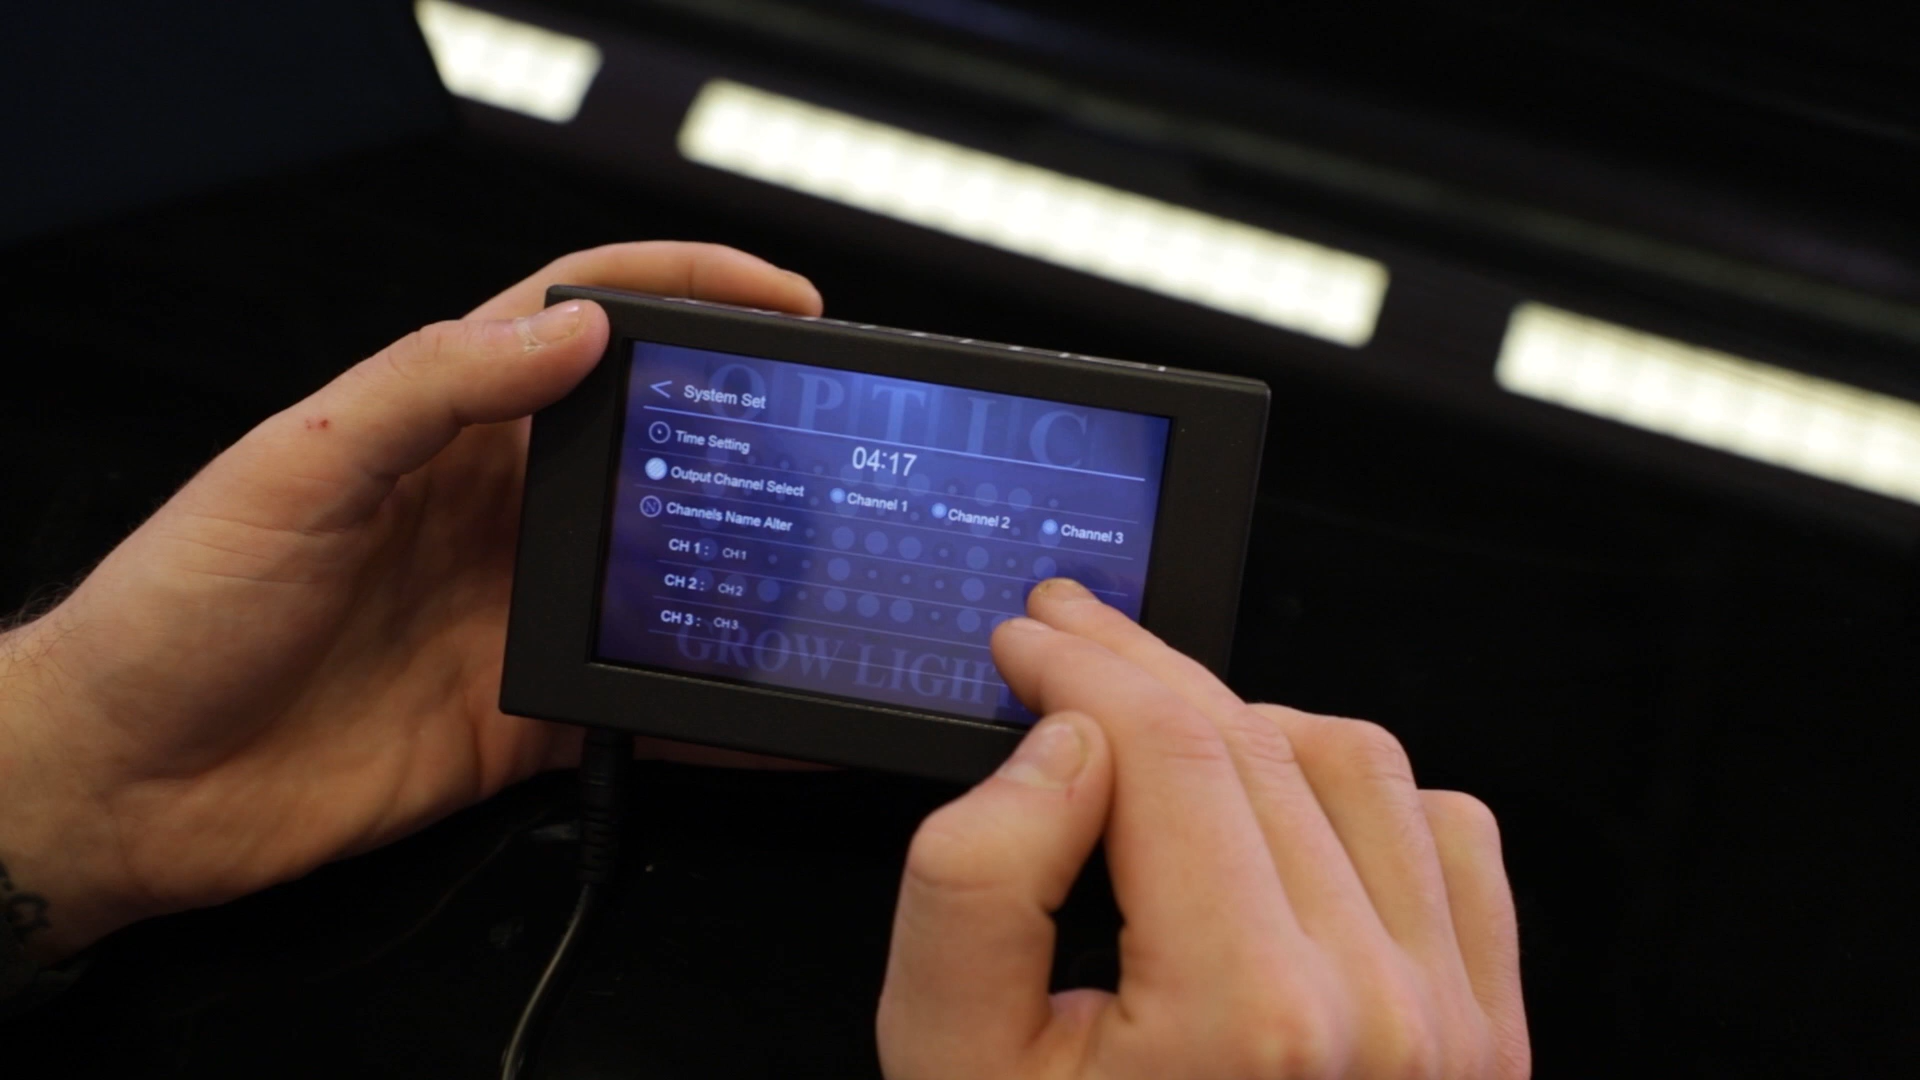 OPTIC
< System Set
Time Setting 04:17
Output Channel Select Channel 1 Channel 2 Channel 3
N Channels Name Alter
CH 1 : CH1
CH 2 : CH2
CH 3 : CH3
GROW LIGHT